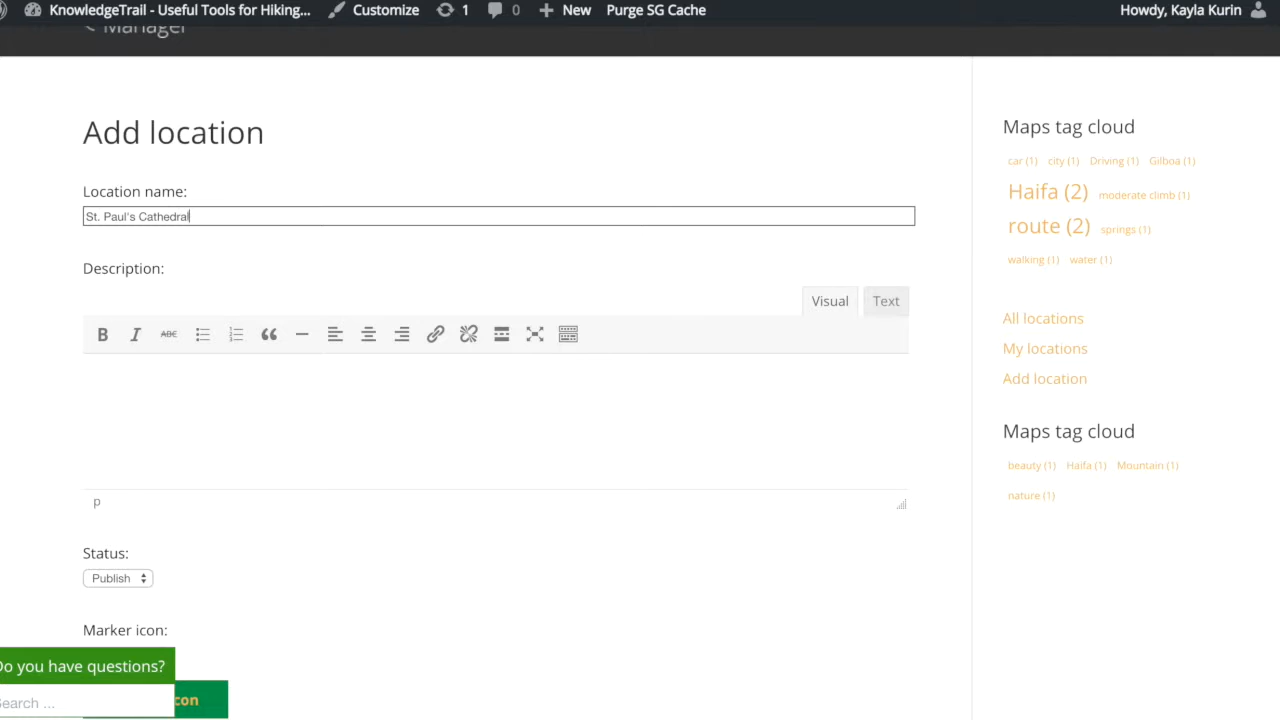 KnowledgeTrail - Useful Tools for Hiking... Customize 1 0 New Purge SG Cache Howdy, Kayla Kurin
< Manager
Add location
Location name:
St. Paul's Cathedral
Description:
Visual Text
B I ABC
p
Status:
Publish
Marker icon:
Do you have questions?
Search ...
con
Maps tag cloud
car (1) city (1) Driving (1) Gilboa (1)
Haifa (2) moderate climb (1)
route (2) springs (1)
walking (1) water (1)
All locations
My locations
Add location
Maps tag cloud
beauty (1) Haifa (1) Mountain (1)
nature (1)